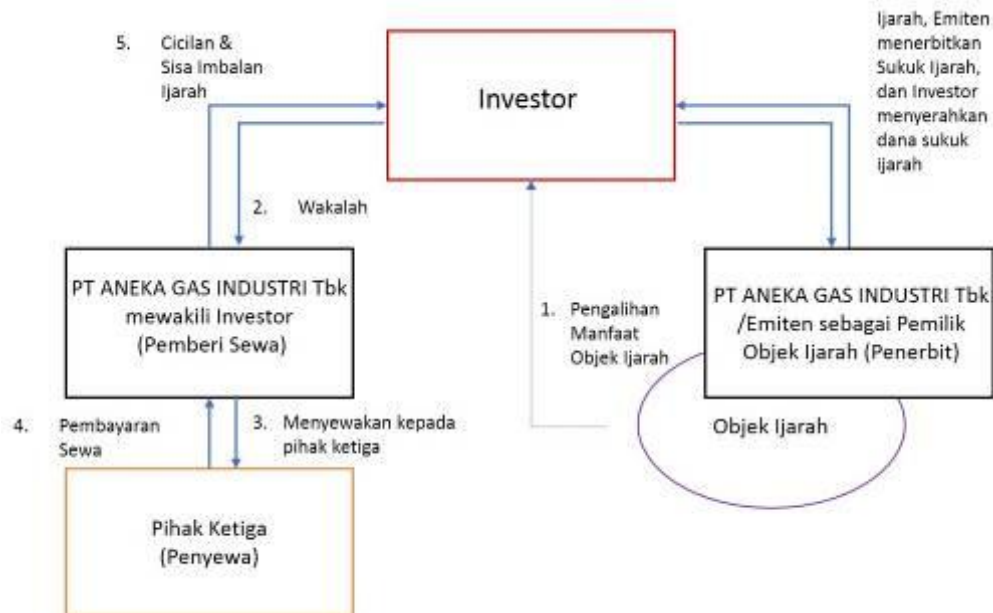 5. Cicilan &
Sisa Imbalan
Ijarah
Investor
Ijarah, Emiten
menerbitkan
Sukuk Ijarah,
dan Investor
menyerahkan
dana sukuk
ijarah
2. Wakalah
PT ANEKA GAS INDUSTRI Tbk
mewakili Investor
(Pemberi Sewa)
1. Pengalihan
Manfaat
Objek Ijarah
PT ANEKA GAS INDUSTRI Tbk
/Emiten sebagai Pemilik
Objek Ijarah (Penerbit)
Objek Ijarah
4. Pembayaran
Sewa
3. Menyewakan kepada
pihak ketiga
Pihak Ketiga
(Penyewa)